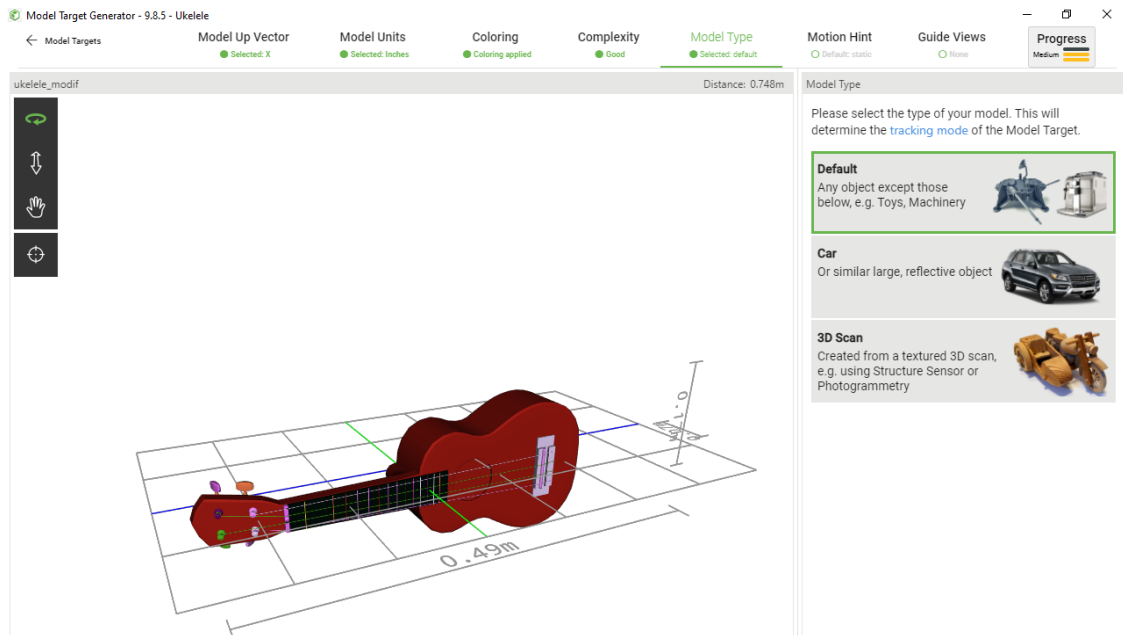 Model Target Generator - 9.8.5 - Ukelele
Model Targets
Model Up Vector
Selected: X
Model Units
Selected: Inches
Coloring
Coloring applied
Complexity
Good
Model Type
Selected: default
Motion Hint
Default: static
Guide Views
None
Progress
Medium
ukelele_modif
Distance: 0.748m
Model Type
Please select the type of your model. This will
determine the tracking mode of the Model Target.
Default
Any object except those
below, e.g. Toys, Machinery
Car
Or similar large, reflective object
3D Scan
Created from a textured 3D scan,
e.g. using Structure Sensor or
Photogrammetry
0.49m